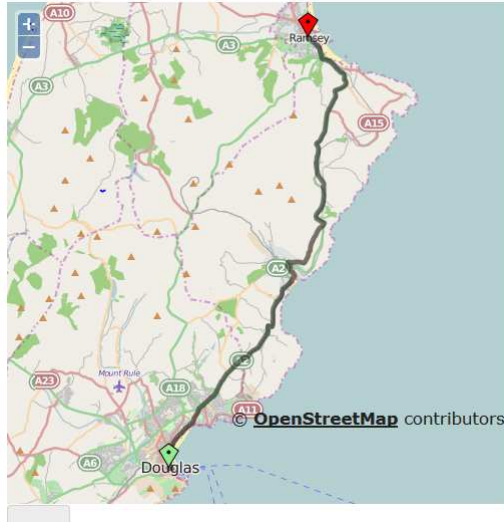 A10
+
−
Ramsey
A3
A3
A15
A2
A2
Mount Rule
A23
A18
A11
© OpenStreetMap contributors
A6
Douglas